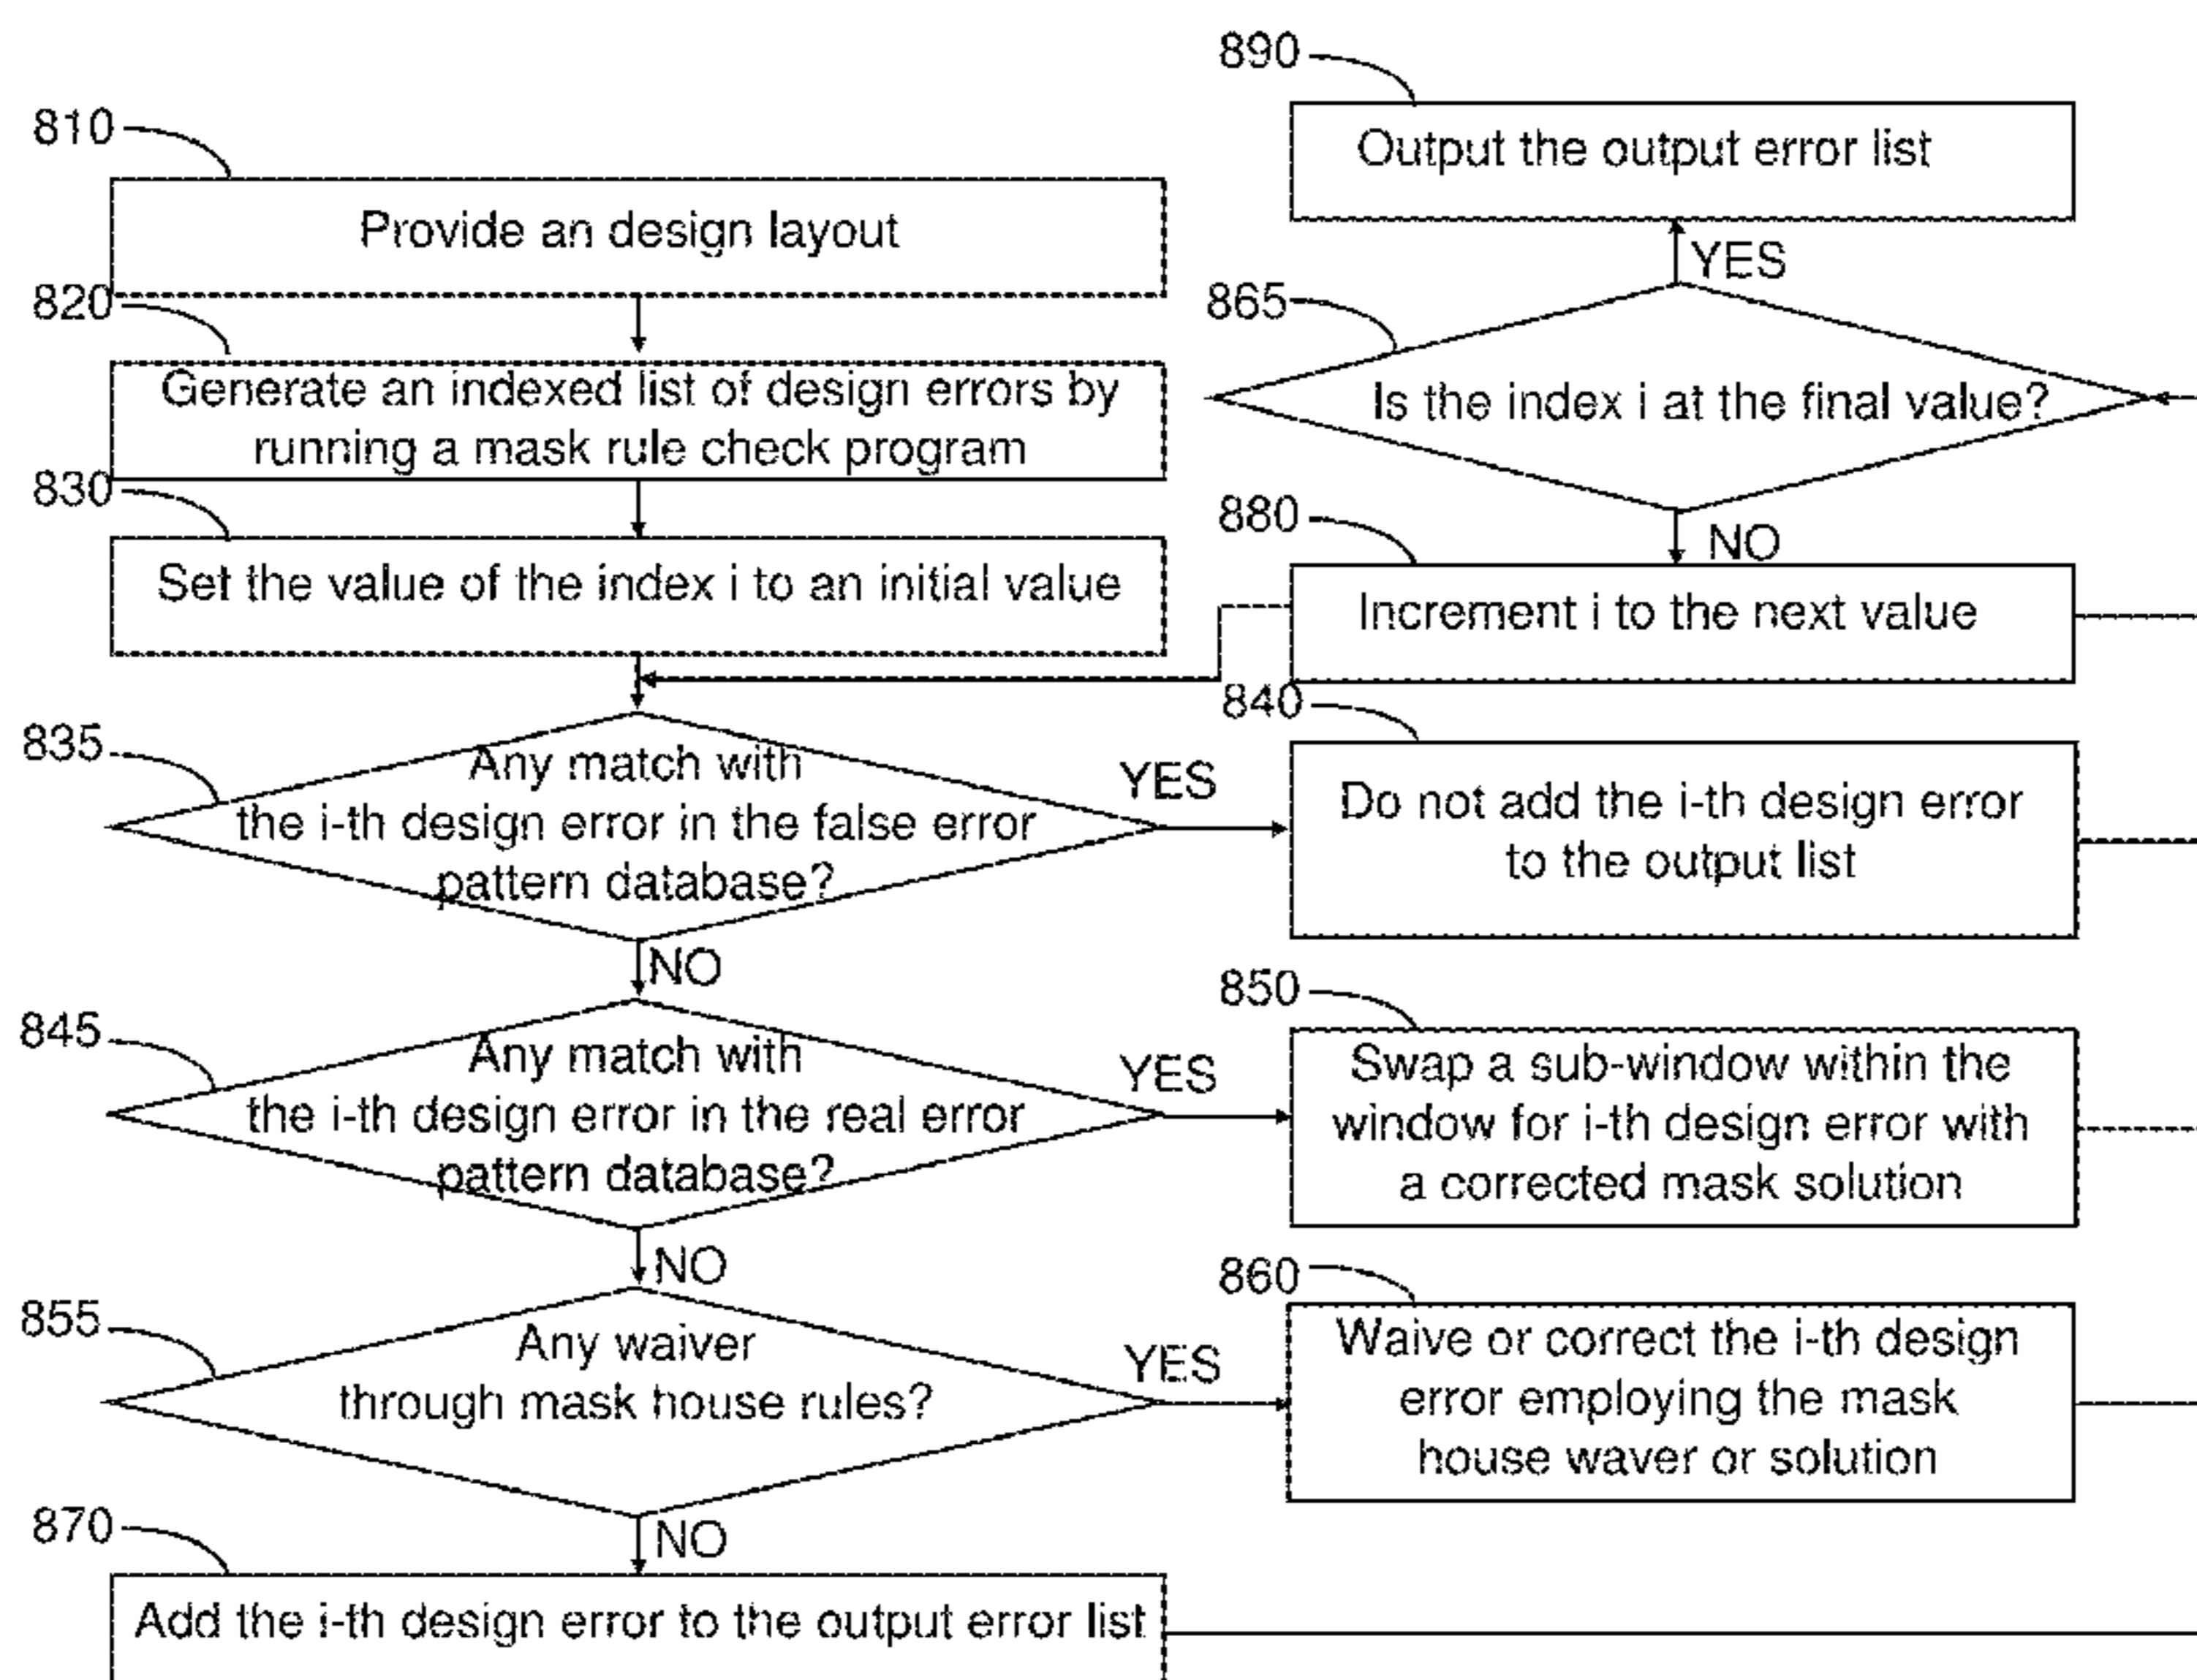 810
Provide an design layout
820
Generate an indexed list of design errors by
running a mask rule check program
830
Set the value of the index i to an initial value
835
Any match with
the i-th design error in the false error
pattern database?
YES
NO
840
Do not add the i-th design error
to the output list
845
Any match with
the i-th design error in the real error
pattern database?
YES
NO
850
Swap a sub-window within the
window for i-th design error with
a corrected mask solution
855
Any waiver
through mask house rules?
YES
NO
860
Waive or correct the i-th design
error employing the mask
house waver or solution
870
Add the i-th design error to the output error list
890
Output the output error list
YES
865
Is the index i at the final value?
NO
880
Increment i to the next value